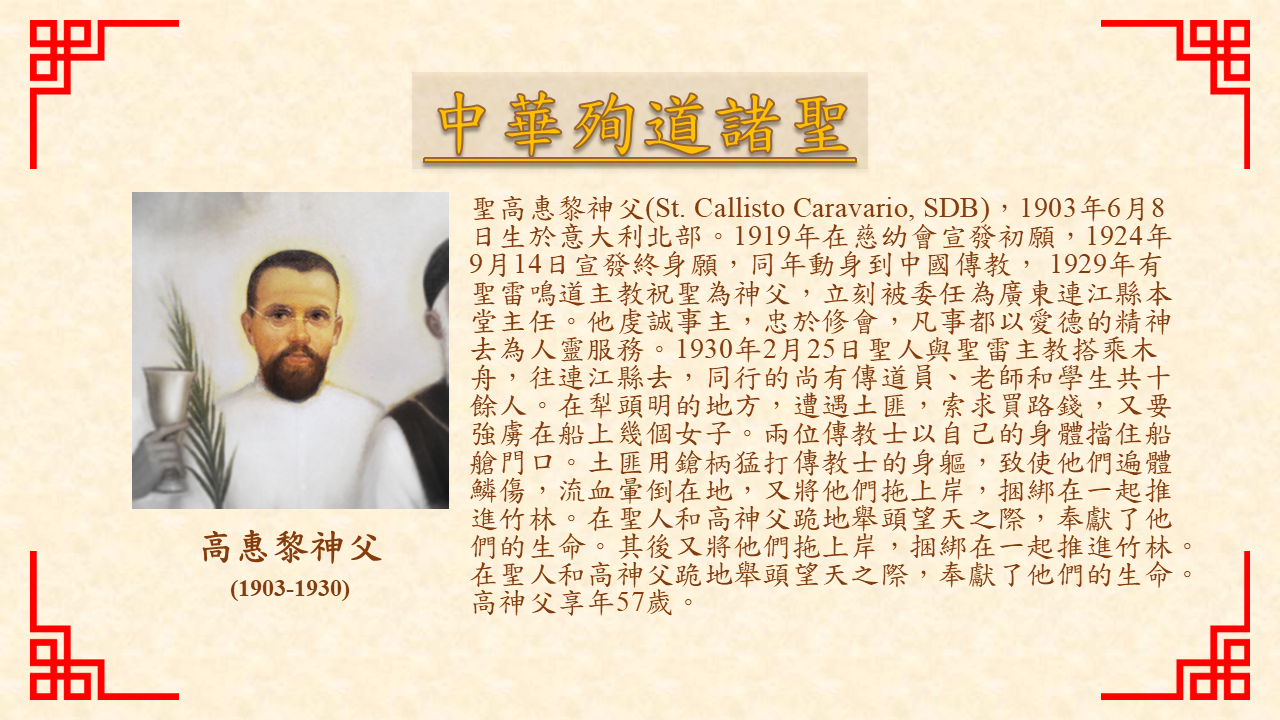 中華殉道諸聖
聖高惠黎神父(St. Callisto Caravario, SDB)，1903年6月8
日生於意大利北部。1919年在慈幼會宣發初願，1924年
9月14日宣發終身願，同年動身到中國傳教， 1929年有
聖雷鳴道主教祝聖為神父，立刻被委任為廣東連江縣本
堂主任。他虔誠事主，忠於修會，凡事都以愛德的精神
去為人靈服務。1930年2月25日聖人與聖雷主教搭乘木
舟，往連江縣去，同行的尚有傳道員、老師和學生共十
餘人。在犁頭明的地方，遭遇土匪，索求買路錢，又要
強虜在船上幾個女子。兩位傳教士以自己的身體擋住船
艙門口。土匪用鎗柄猛打傳教士的身軀，致使他們遍體
鱗傷，流血暈倒在地，又將他們拖上岸，捆綁在一起推
進竹林。在聖人和高神父跪地舉頭望天之際，奉獻了他
們的生命。其後又將他們拖上岸，捆綁在一起推進竹林。
在聖人和高神父跪地舉頭望天之際，奉獻了他們的生命。
高神父享年57歲。
高惠黎神父
(1903-1930)